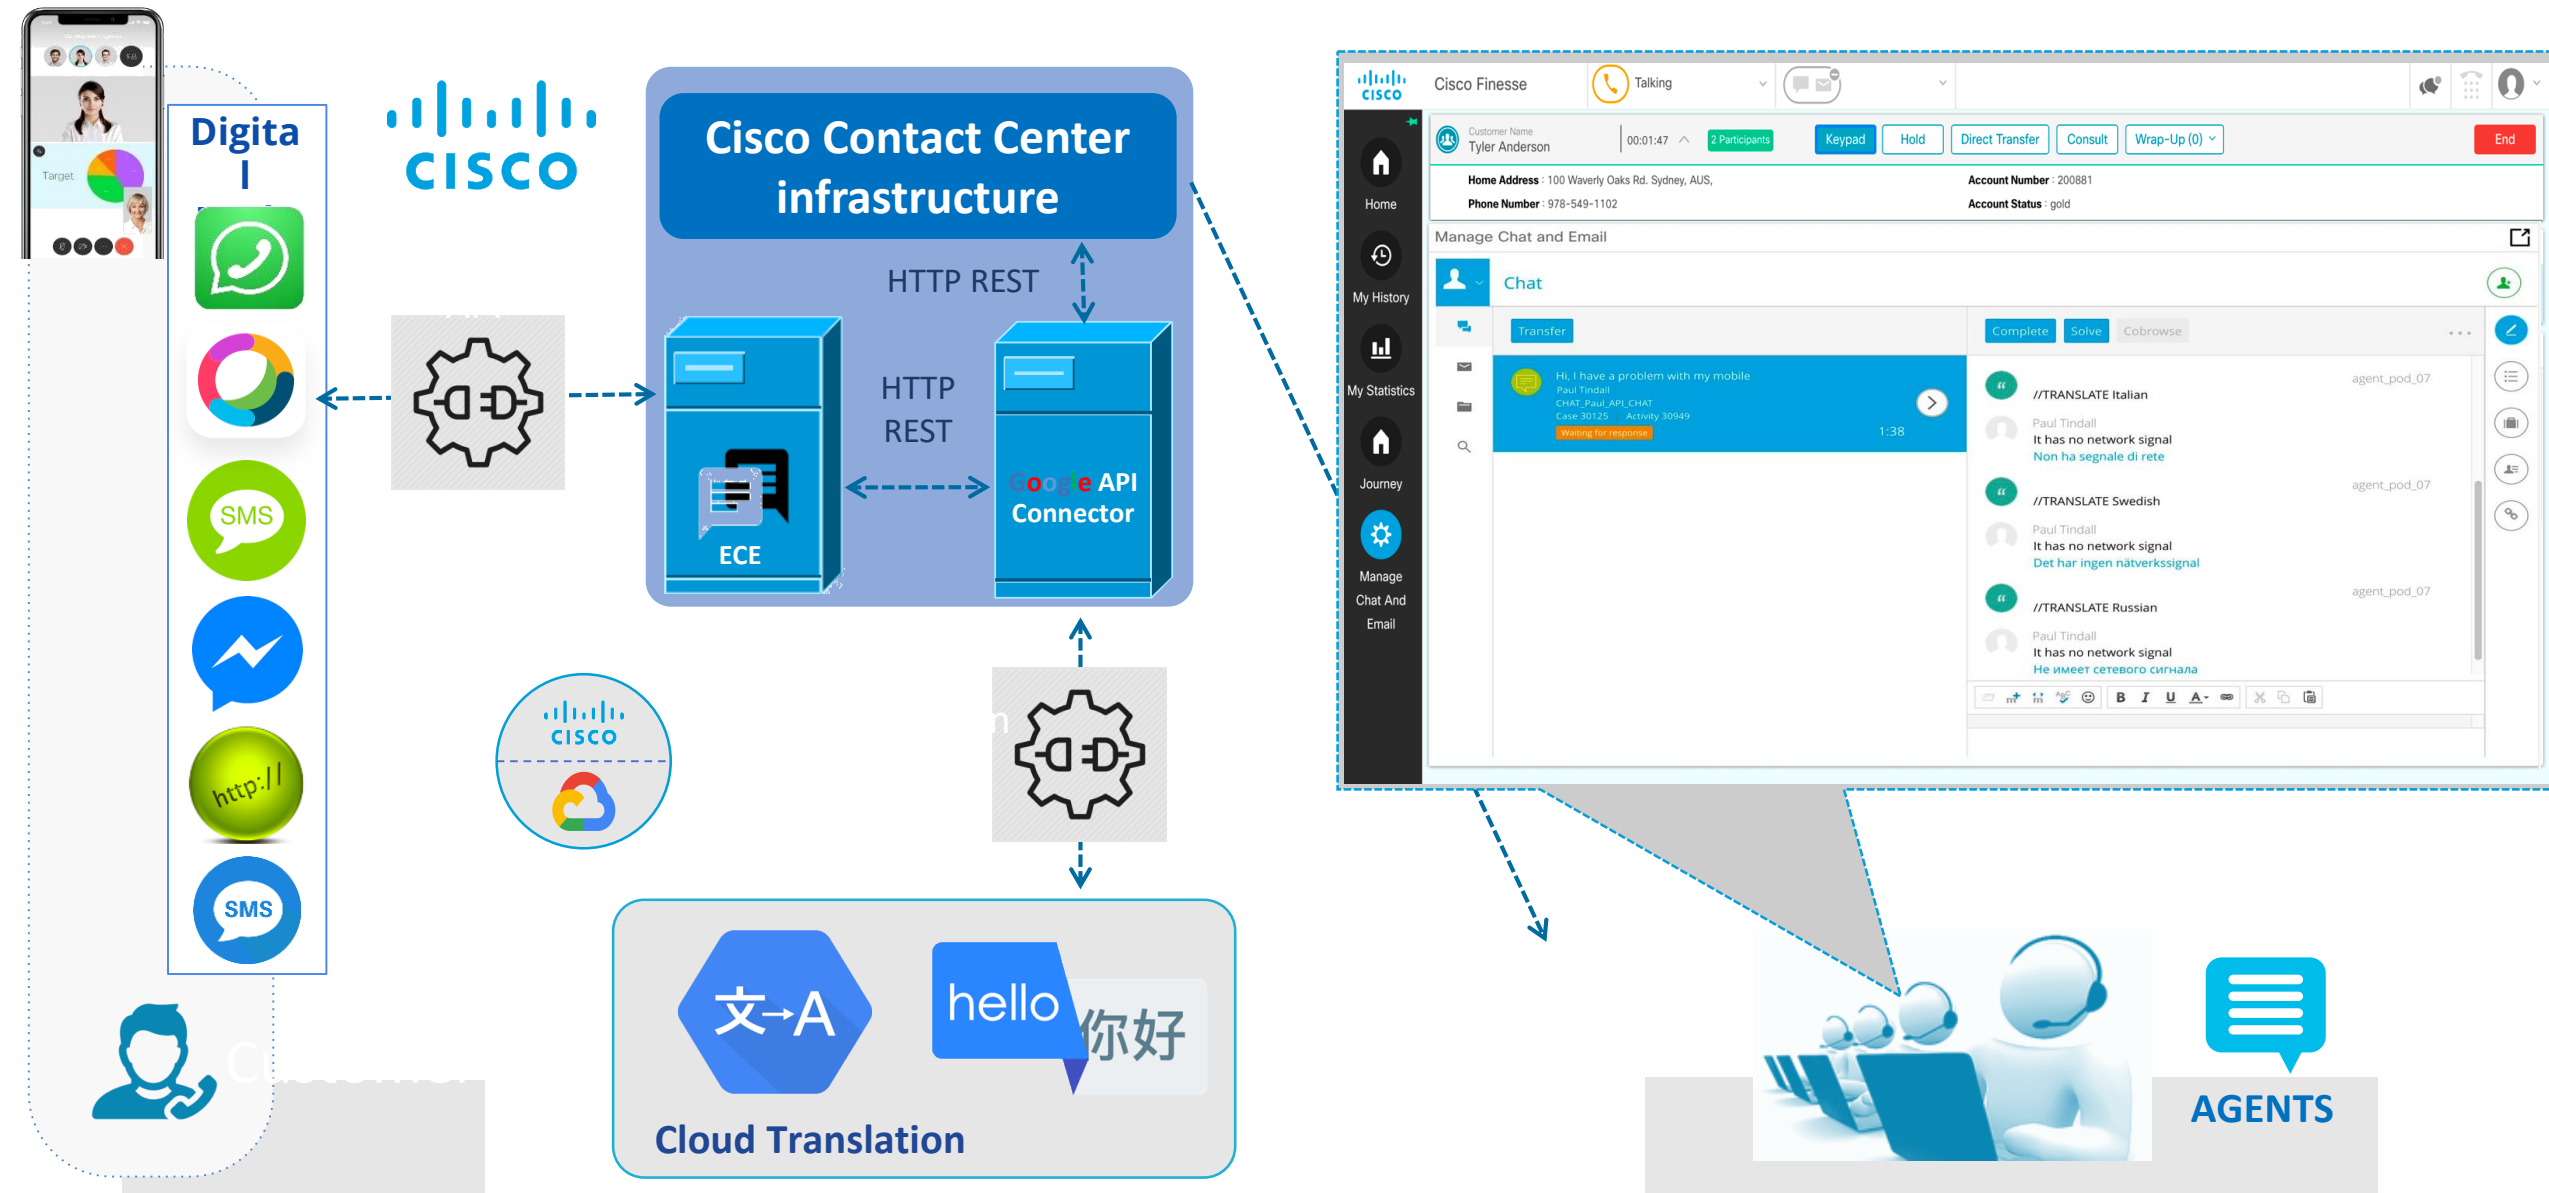 Target
Digita
l
CISCO
Cisco Contact Center
infrastructure
HTTP REST
HTTP
REST
Google API
Connector
ECE
SMS
http://
SMS
Customer
CISCO
文→A
hello
你好
Cloud Translation
CISCO
Cisco Finesse
Talking
Customer Name
Tyler Anderson
00:01:47
2 Participants
Keypad
Hold
Direct Transfer
Consult
Wrap-Up (0)
End
Home Address : 100 Waverly Oaks Rd. Sydney, AUS,
Account Number : 200881
Phone Number : 978-549-1102
Account Status : gold
Home
My History
My Statistics
Journey
Manage
Chat And
Email
Manage Chat and Email
Chat
Transfer
Complete
Solve
Cobrowse
Hi, I have a problem with my mobile
Paul Tindall
CHAT_Paul_API_CHAT
Case 30125 Activity 30949
Waiting for response
1:38
agent_pod_07
//TRANSLATE Italian
Paul Tindall
It has no network signal
Non ha segnale di rete
agent_pod_07
//TRANSLATE Swedish
Paul Tindall
It has no network signal
Det har ingen nätverkssignal
agent_pod_07
//TRANSLATE Russian
Paul Tindall
It has no network signal
Не имеет сетевого сигнала
B I U A
AGENTS